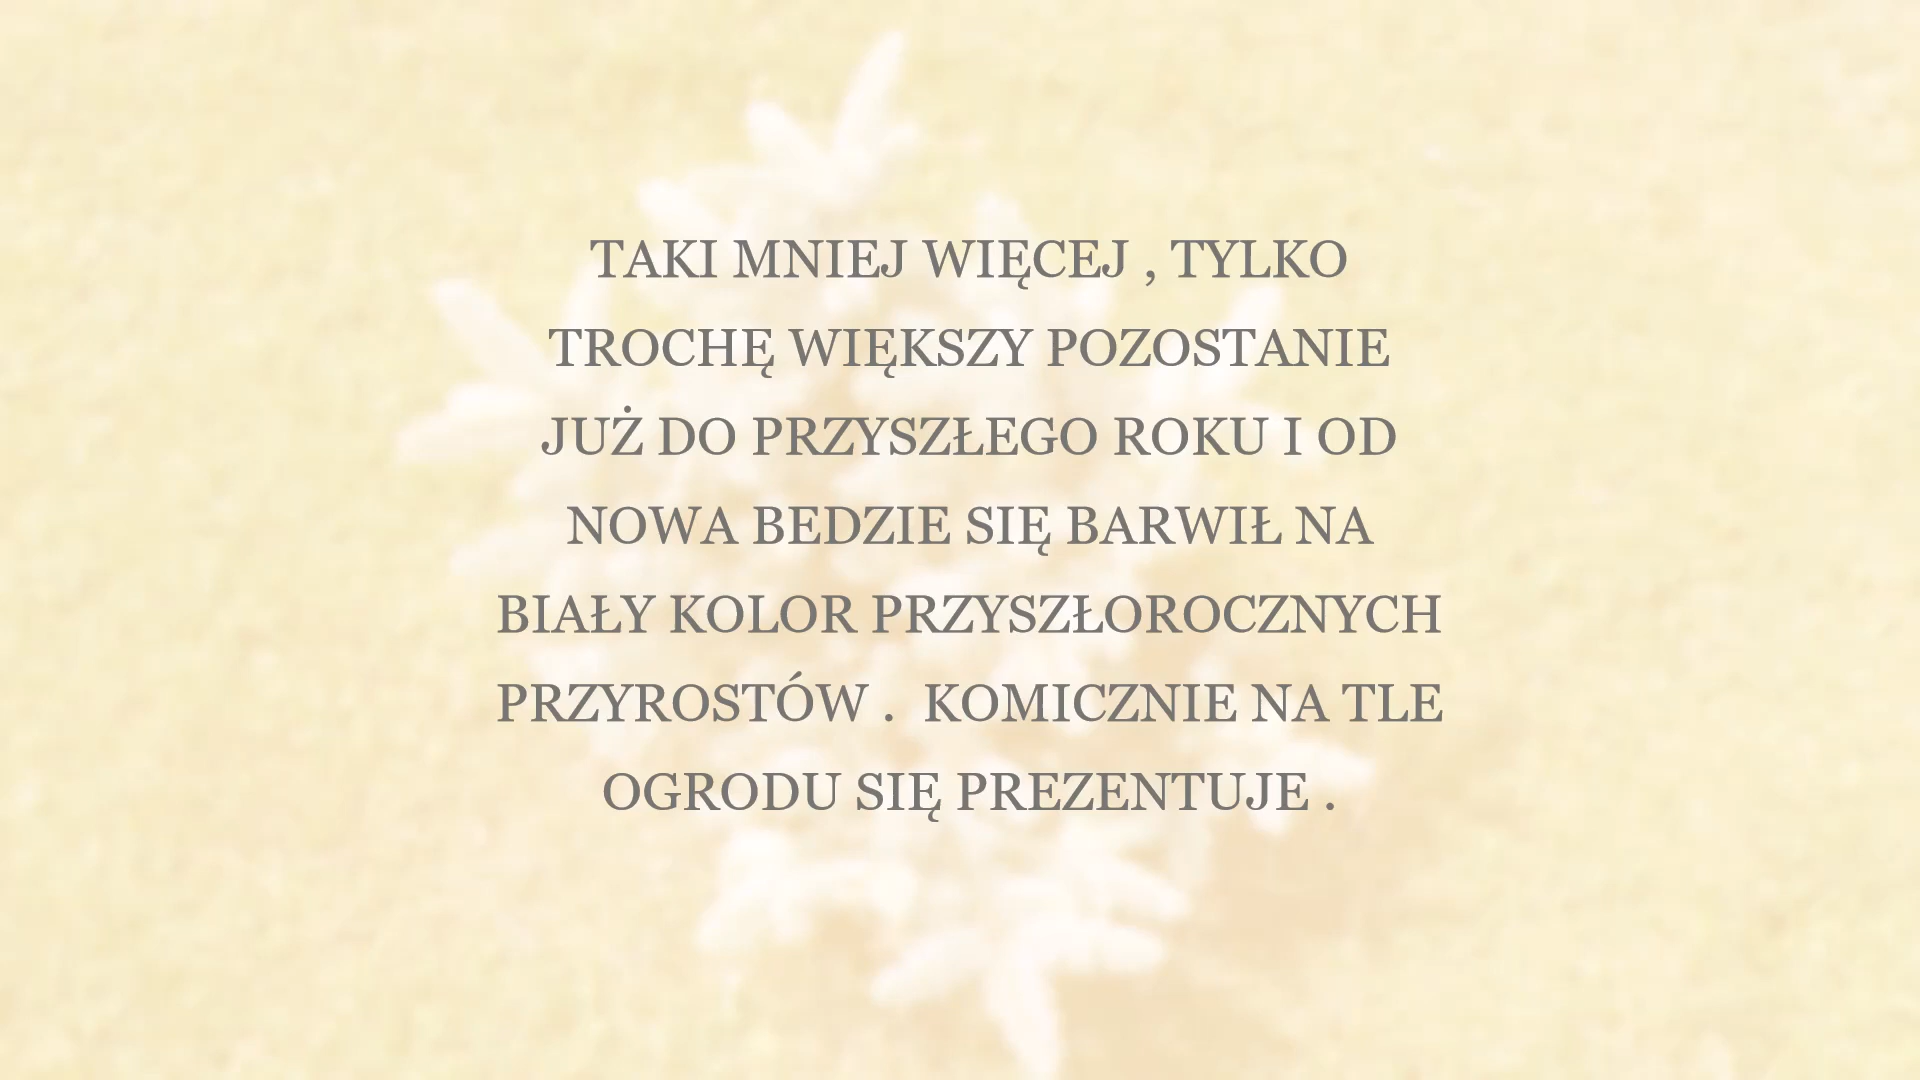 TAKI MNIEJ WIĘCEJ , TYLKO
TROCHĘ WIĘKSZY POZOSTANIE
JUŻ DO PRZYSZŁEGO ROKU I OD
NOWA BEDZIE SIĘ BARWIŁ NA
BIAŁY KOLOR PRZYSZŁOROCZNYCH
PRZYROSTÓW .  KOMICZNIE NA TLE
OGRODU SIĘ PREZENTUJE .